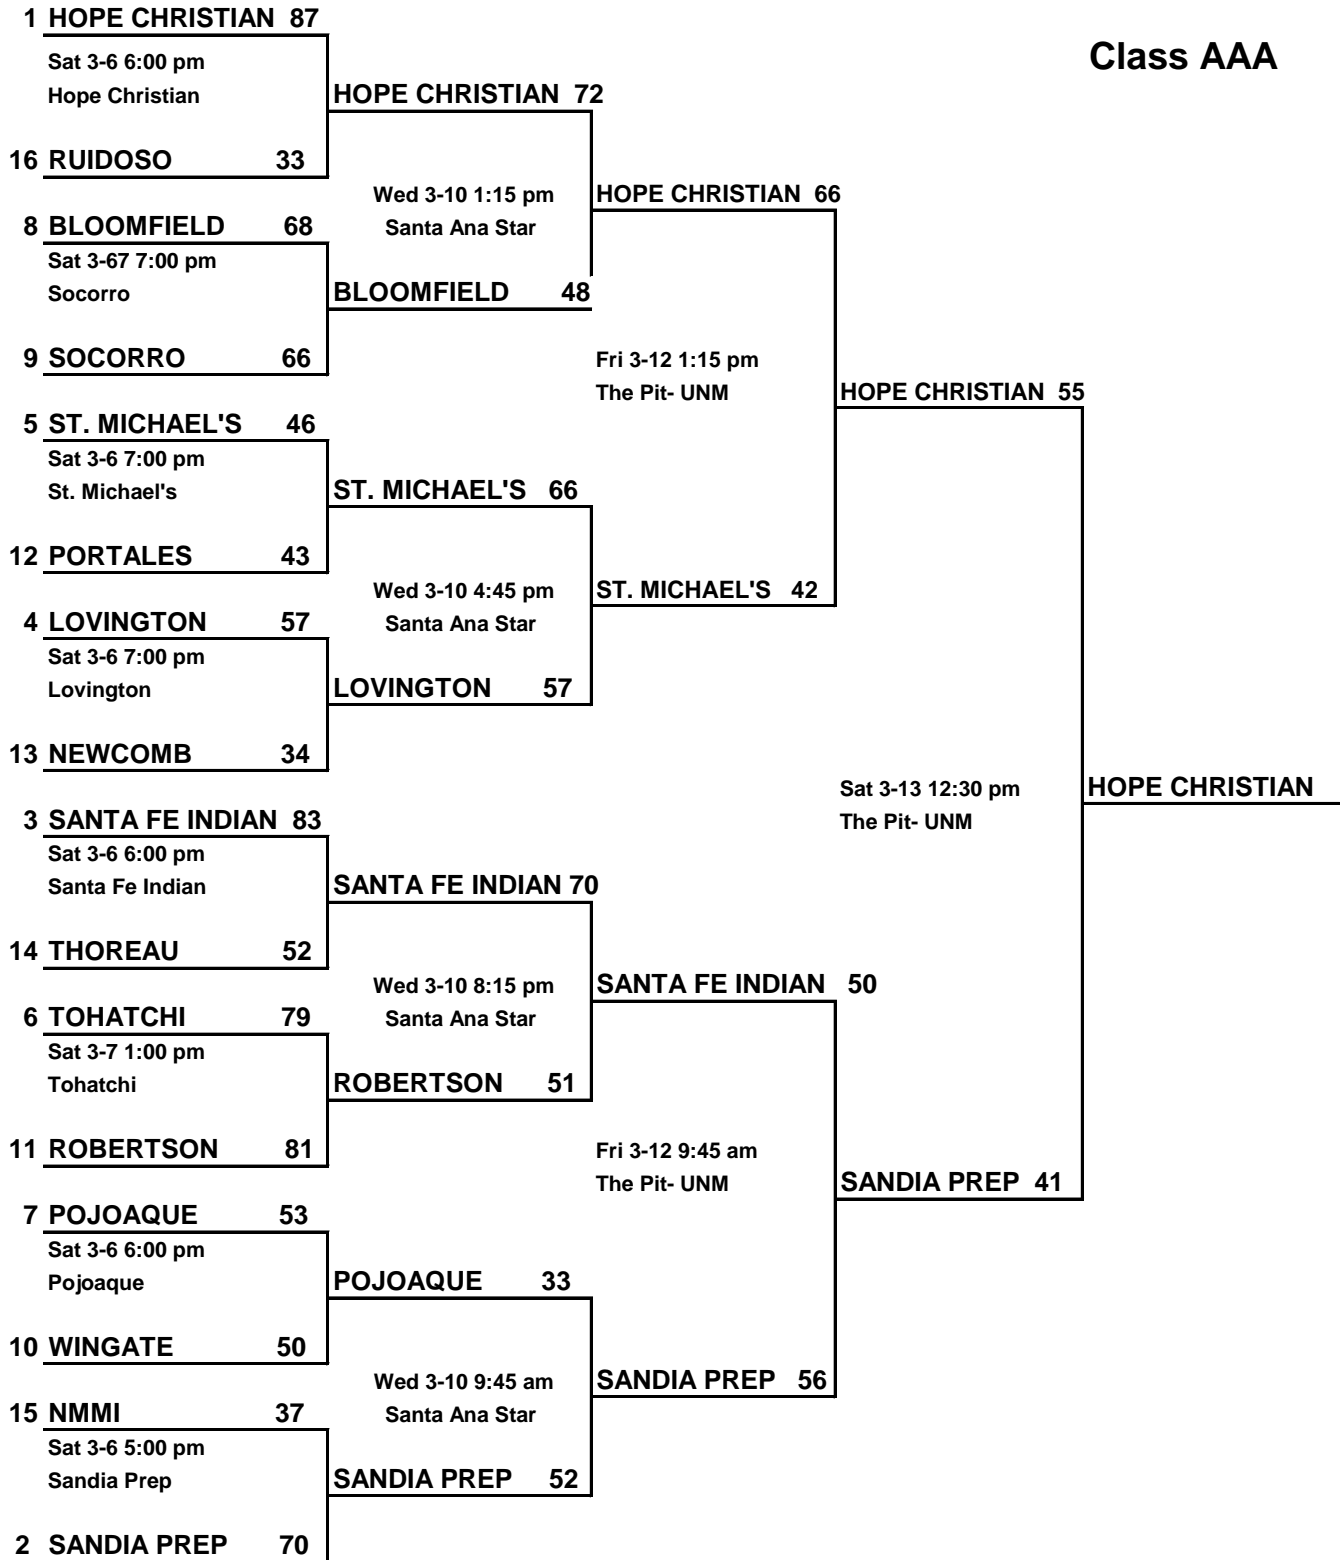 1 HOPE CHRISTIAN 87
Sat 3-6 6:00 pm
Hope Christian
16 RUIDOSO 33
8 BLOOMFIELD 68
Sat 3-67 7:00 pm
Socorro
9 SOCORRO 66
5 ST. MICHAEL'S 46
Sat 3-6 7:00 pm
St. Michael's
12 PORTALES 43
4 LOVINGTON 57
Sat 3-6 7:00 pm
Lovington
13 NEWCOMB 34
3 SANTA FE INDIAN 83
Sat 3-6 6:00 pm
Santa Fe Indian
14 THOREAU 52
6 TOHATCHI 79
Sat 3-7 1:00 pm
Tohatchi
11 ROBERTSON 81
7 POJOAQUE 53
Sat 3-6 6:00 pm
Pojoaque
10 WINGATE 50
15 NMMI 37
Sat 3-6 5:00 pm
Sandia Prep
2 SANDIA PREP 70
HOPE CHRISTIAN 72
Wed 3-10 1:15 pm
Santa Ana Star
BLOOMFIELD 48
ST. MICHAEL'S 66
Wed 3-10 4:45 pm
Santa Ana Star
LOVINGTON 57
SANTA FE INDIAN 70
Wed 3-10 8:15 pm
Santa Ana Star
ROBERTSON 51
POJOAQUE 33
Wed 3-10 9:45 am
Santa Ana Star
SANDIA PREP 52
HOPE CHRISTIAN 66
Fri 3-12 1:15 pm
The Pit- UNM
ST. MICHAEL'S 42
SANTA FE INDIAN 50
Fri 3-12 9:45 am
The Pit- UNM
SANDIA PREP 56
Class AAA
HOPE CHRISTIAN 55
Sat 3-13 12:30 pm
The Pit- UNM
SANDIA PREP 41
HOPE CHRISTIAN